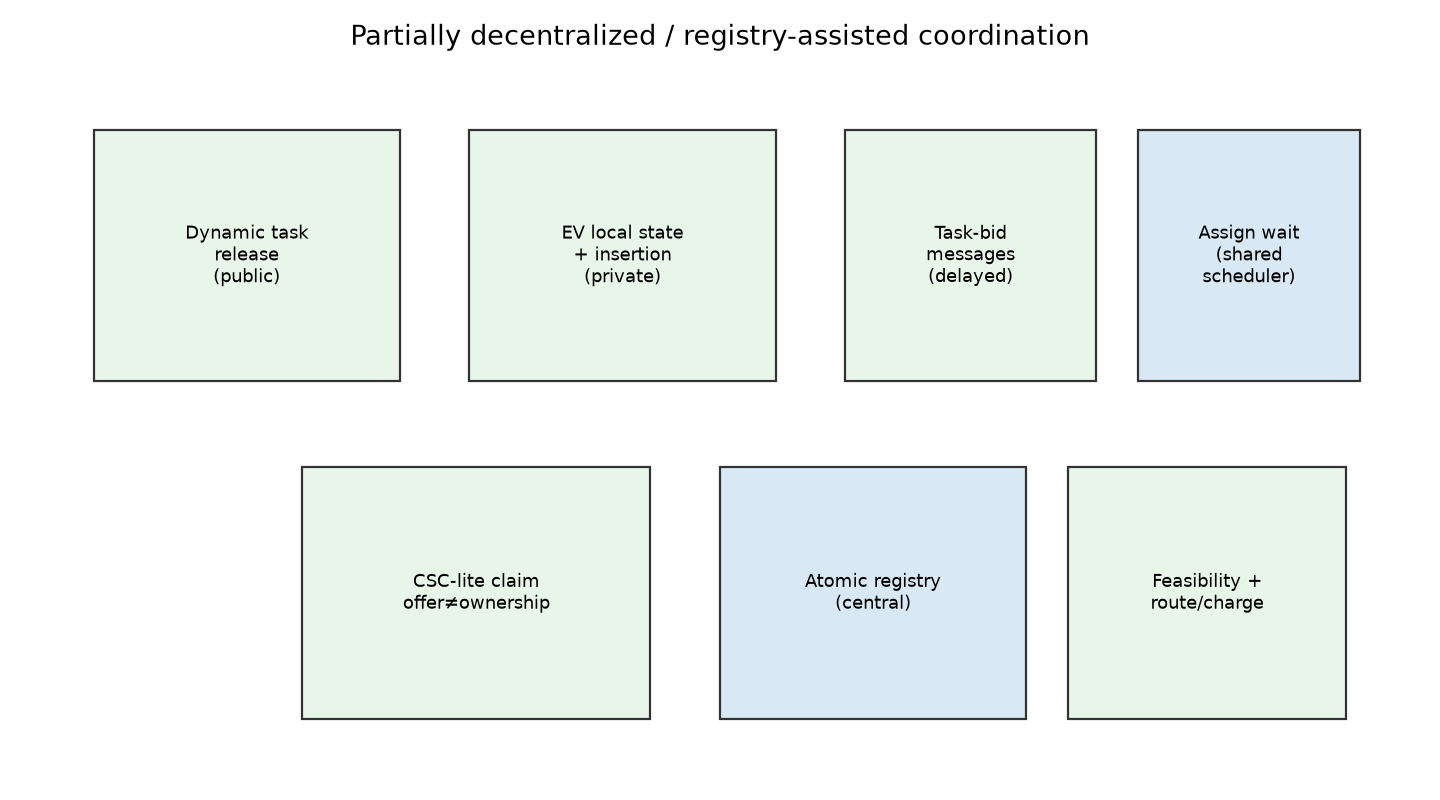 Partially decentralized / registry-assisted coordination
Dynamic task
release
(public)
EV local state
+ insertion
(private)
Task-bid
messages
(delayed)
Assign wait
(shared
scheduler)
CSC-lite claim
offer≠ownership
Atomic registry
(central)
Feasibility +
route/charge